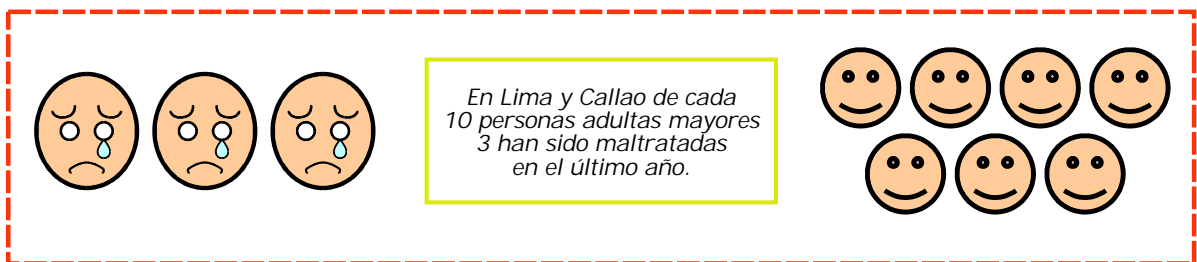 En Lima y Callao de cada
10 personas adultas mayores
3 han sido maltratadas
en el último año.